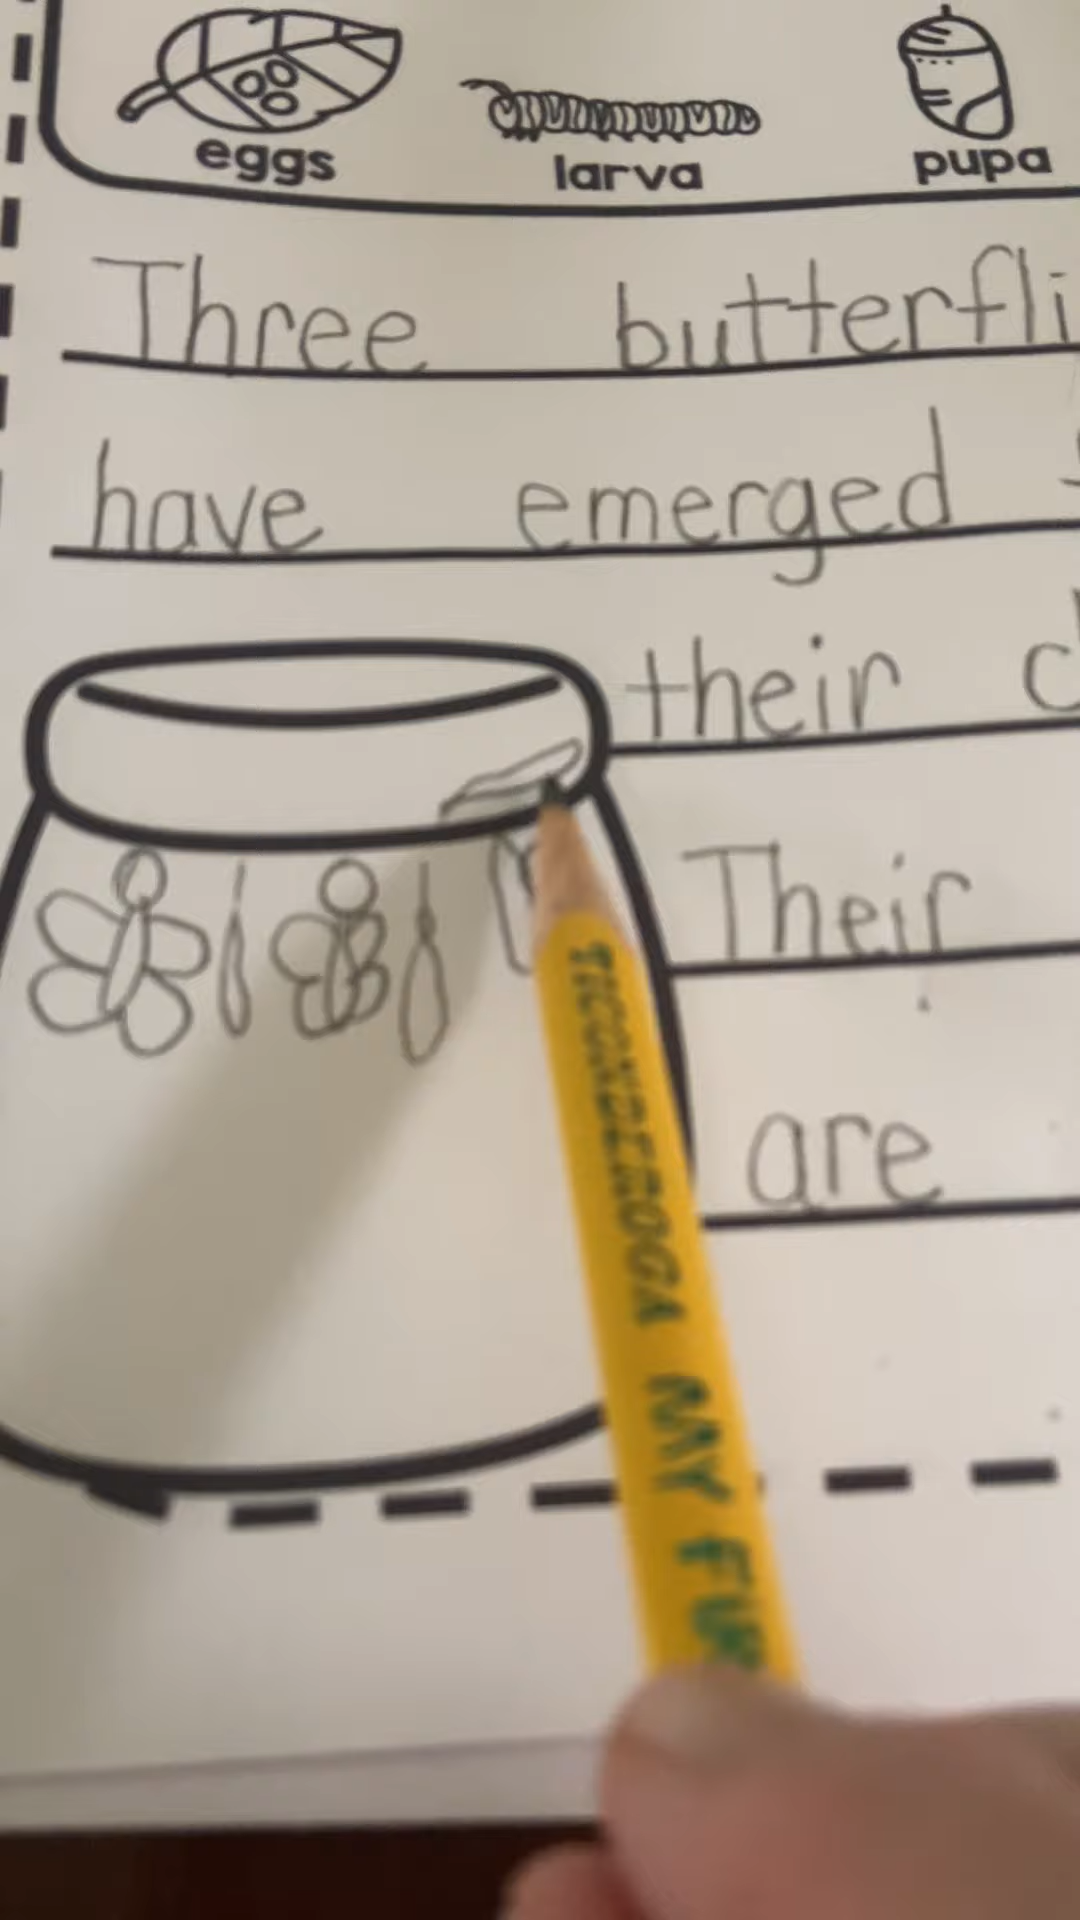 eggs larva pupa
Three butterfli
have emerged
their
Their
are
TICONDEROGA MY FI